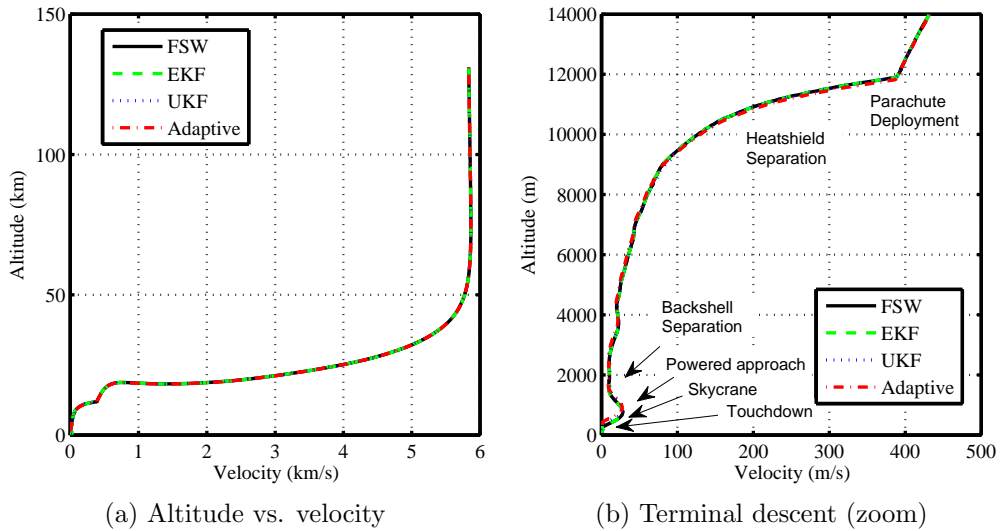 150
100
50
0
Altitude (km)
FSW
EKF
UKF
Adaptive
0 1 2 3 4 5 6
Velocity (km/s)
(a) Altitude vs. velocity
14000
12000
10000
8000
6000
4000
2000
0
Altitude (m)
Parachute
Deployment
Heatshield
Separation
Backshell
Separation
Powered approach
Skycrane
Touchdown
FSW
EKF
UKF
Adaptive
0 100 200 300 400 500
Velocity (m/s)
(b) Terminal descent (zoom)